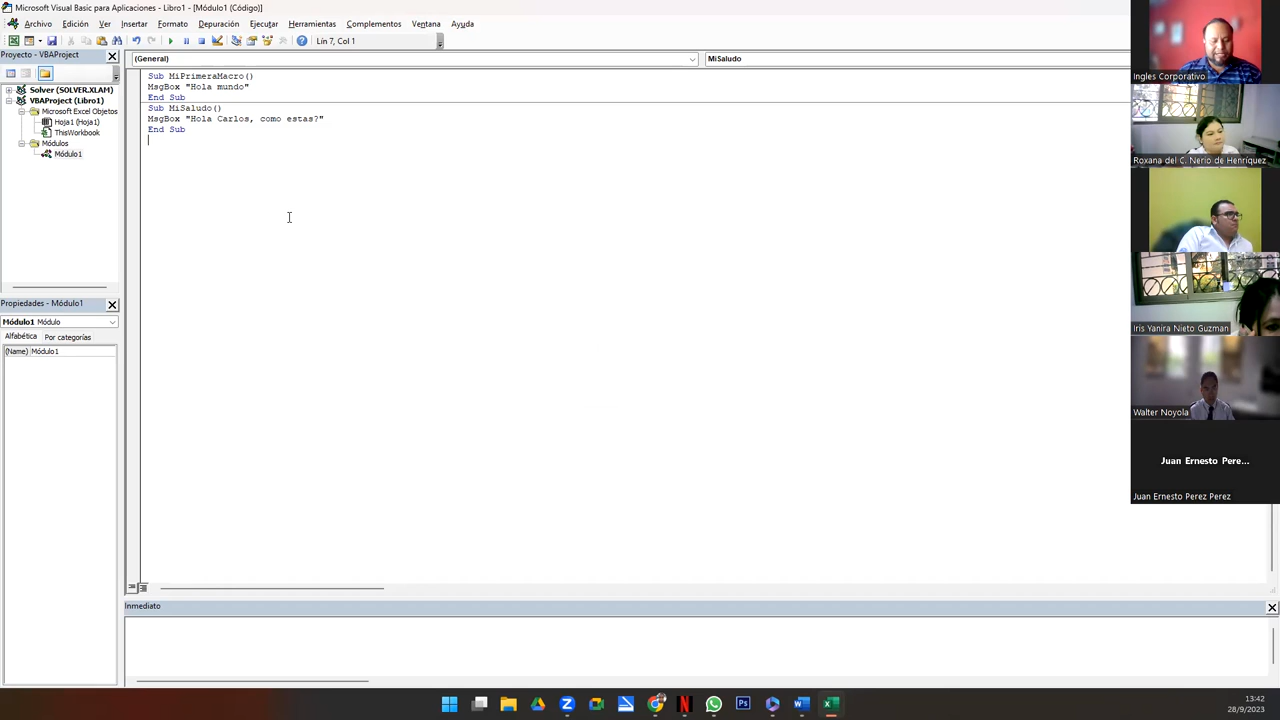 Microsoft Visual Basic para Aplicaciones - Libro1 - [Módulo1 (Código)]
Archivo Edición Ver Insertar Formato Depuración Ejecutar Herramientas Complementos Ventana Ayuda
Lín 7, Col 1
Proyecto - VBAProject
(General)
MiSaludo
Solver (SOLVER.XLAM)
VBAProject (Libro1)
Microsoft Excel Objetos
Hoja1 (Hoja1)
ThisWorkbook
Módulos
Módulo1
Sub MiPrimeraMacro()
MsgBox "Hola mundo"
End Sub
Sub MiSaludo()
MsgBox "Hola Carlos, como estas?"
End Sub
Propiedades - Módulo1
Módulo1 Módulo
Alfabética Por categorías
(Name) Módulo1
Inmediato
Ingles Corporativo
Roxana del C. Nerio de Henríquez
Iris Yanira Nieto Guzman
Walter Noyola
Juan Ernesto Pere...
Juan Ernesto Perez Perez
13:42
28/9/2023